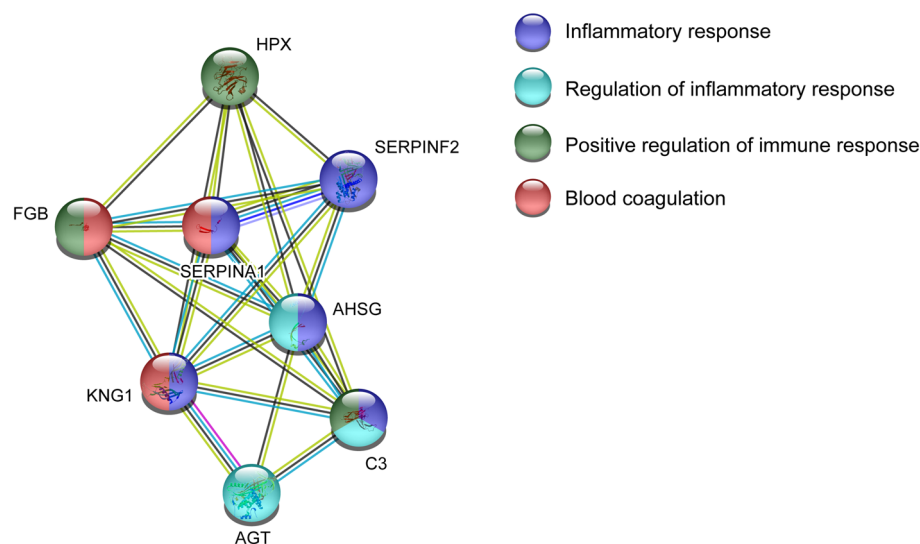 HPX
Inflammatory response
Regulation of inflammatory response
SERPINF2
Positive regulation of immune response
Blood coagulation
FGB
SERPINA1
AHSG
KNG1
C3
AGT